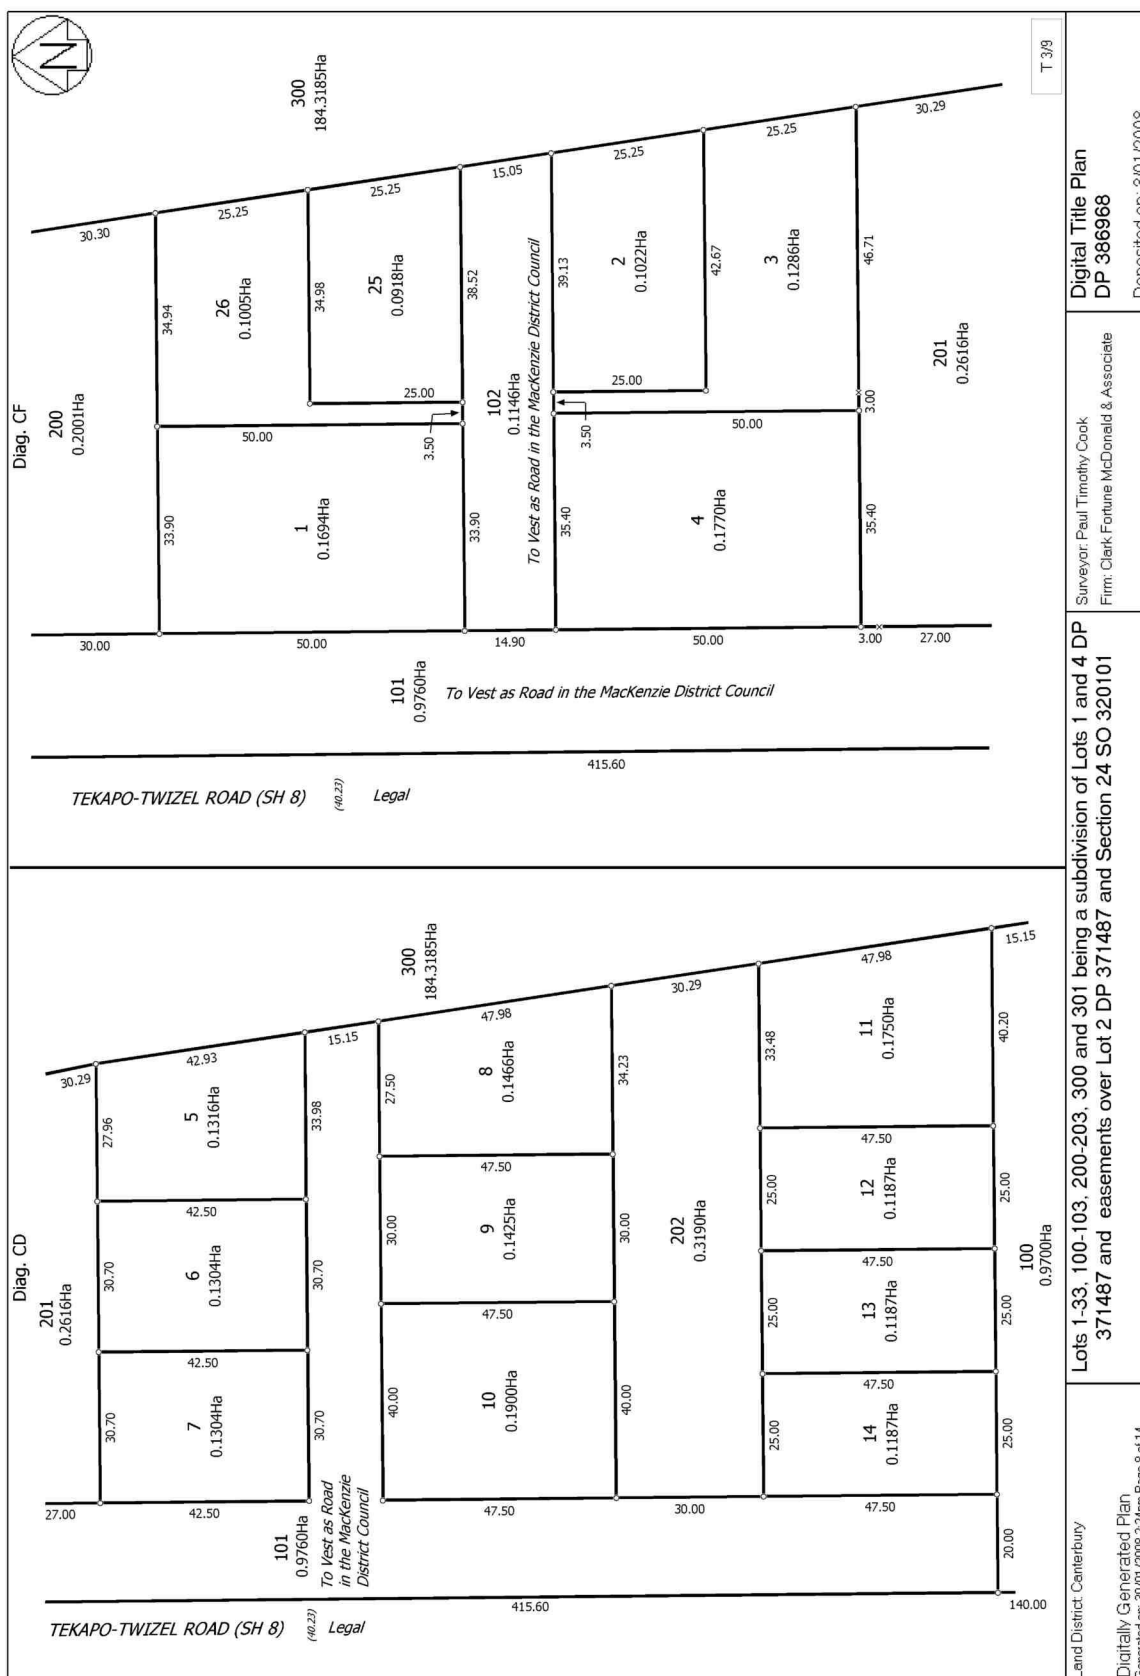 N
Diag. CF
200
0.2001Ha
300
184.3185Ha
30.30
25.25
25.25
15.05
25.25
25.25
30.29
34.94
26
0.1005Ha
34.98
25
0.0918Ha
38.52
39.13
2
0.1022Ha
42.67
3
0.1286Ha
46.71
50.00
25.00
3.50
102
0.1146Ha
To Vest as Road in the MacKenzie District Council
25.00
3.50
50.00
3.00
201
0.2616Ha
33.90
1
0.1694Ha
33.90
35.40
4
0.1770Ha
35.40
30.00
50.00
14.90
50.00
3.00
27.00
101
0.9760Ha
To Vest as Road in the MacKenzie District Council
415.60
TEKAPO-TWIZEL ROAD (SH 8)
(40.23)
Legal
Diag. CD
201
0.2616Ha
300
184.3185Ha
30.29
42.93
15.15
47.98
30.29
47.98
15.15
27.96
5
0.1316Ha
33.98
27.50
8
0.1466Ha
34.23
33.48
11
0.1750Ha
40.20
42.50
47.50
47.50
30.70
6
0.1304Ha
30.70
30.00
9
0.1425Ha
30.00
202
0.3190Ha
25.00
12
0.1187Ha
25.00
100
0.9700Ha
42.50
47.50
47.50
25.00
13
0.1187Ha
25.00
47.50
30.70
7
0.1304Ha
30.70
40.00
10
0.1900Ha
40.00
25.00
14
0.1187Ha
25.00
27.00
42.50
47.50
30.00
47.50
20.00
101
0.9760Ha
To Vest as Road
in the MacKenzie
District Council
415.60
140.00
TEKAPO-TWIZEL ROAD (SH 8)
(40.23)
Legal
T 3/9
Land District: Canterbury
Digitally Generated Plan
Lots 1-33, 100-103, 200-203, 300 and 301 being a subdivision of Lots 1 and 4 DP
371487 and easements over Lot 2 DP 371487 and Section 24 SO 320101
Surveyor: Paul Timothy Cook
Firm: Clark Fortune McDonald & Associate
Digital Title Plan
DP 386968